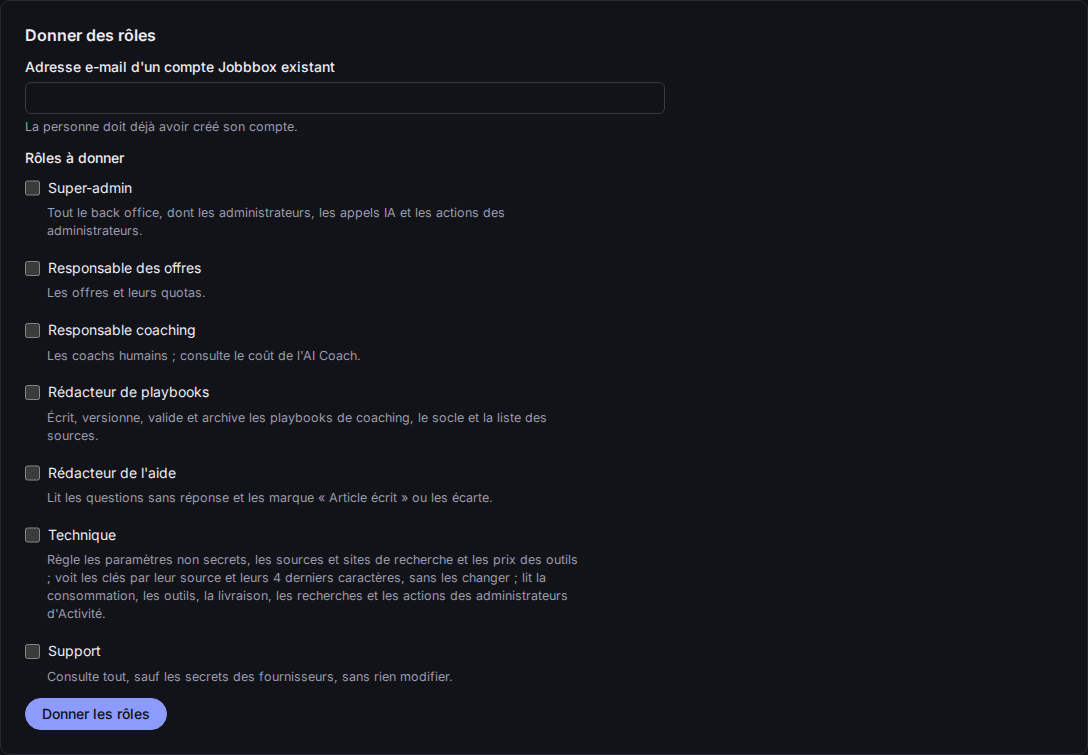 Donner des rôles
Adresse e-mail d'un compte Jobbbox existant
La personne doit déjà avoir créé son compte.
Rôles à donner
Super-admin
Tout le back office, dont les administrateurs, les appels IA et les actions des
administrateurs.
Responsable des offres
Les offres et leurs quotas.
Responsable coaching
Les coachs humains ; consulte le coût de l'AI Coach.
Rédacteur de playbooks
Écrit, versionne, valide et archive les playbooks de coaching, le socle et la liste des
sources.
Rédacteur de l'aide
Lit les questions sans réponse et les marque « Article écrit » ou les écarte.
Technique
Règle les paramètres non secrets, les sources et sites de recherche et les prix des outils
; voit les clés par leur source et leurs 4 derniers caractères, sans les changer ; lit la
consommation, les outils, la livraison, les recherches et les actions des administrateurs
d'Activité.
Support
Consulte tout, sauf les secrets des fournisseurs, sans rien modifier.
Donner les rôles